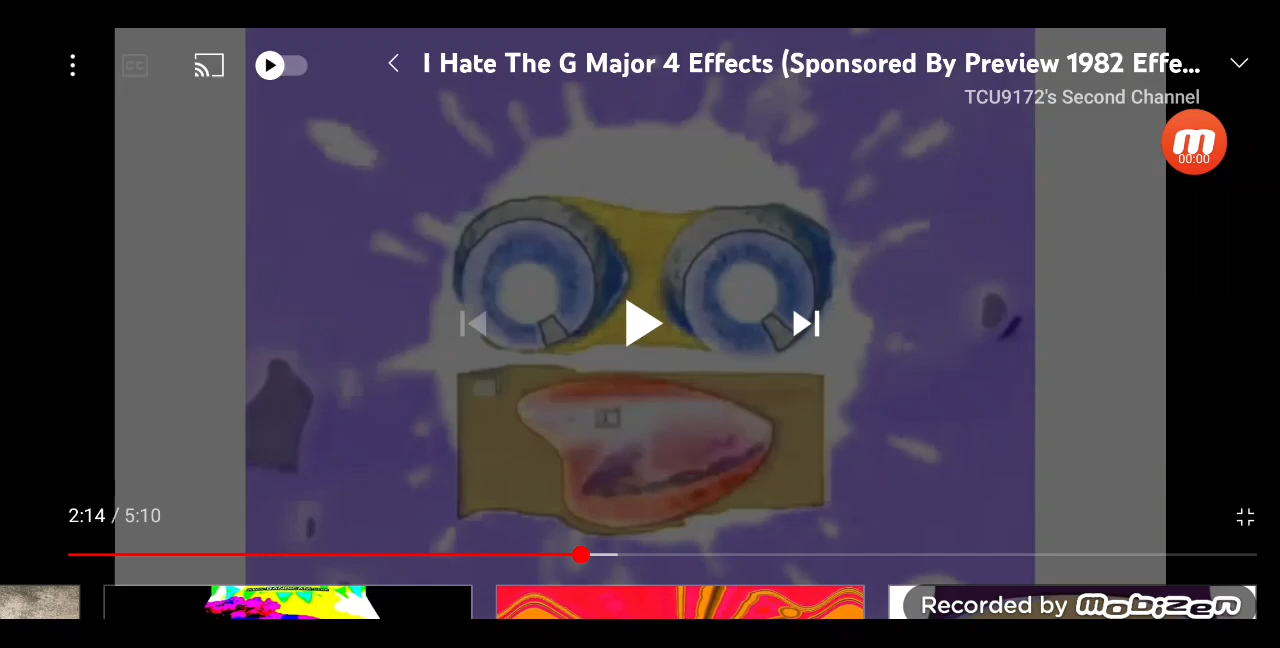 I Hate The G Major 4 Effects (Sponsored By Preview 1982 Effe...
TCU9172's Second Channel
00:00
2:14 / 5:10
Recorded by mobizen